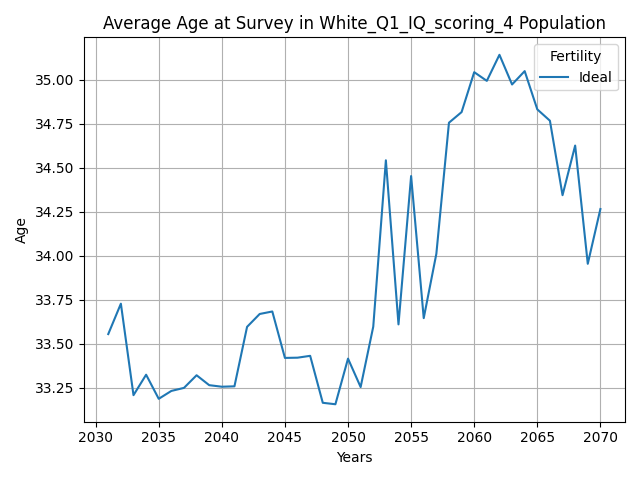 Average Age at Survey in White_Q1_IQ_scoring_4 Population
Fertility
Ideal
35.00
34.75
34.50
34.25
34.00
33.75
33.50
33.25
Age
2030 2035 2040 2045 2050 2055 2060 2065 2070
Years